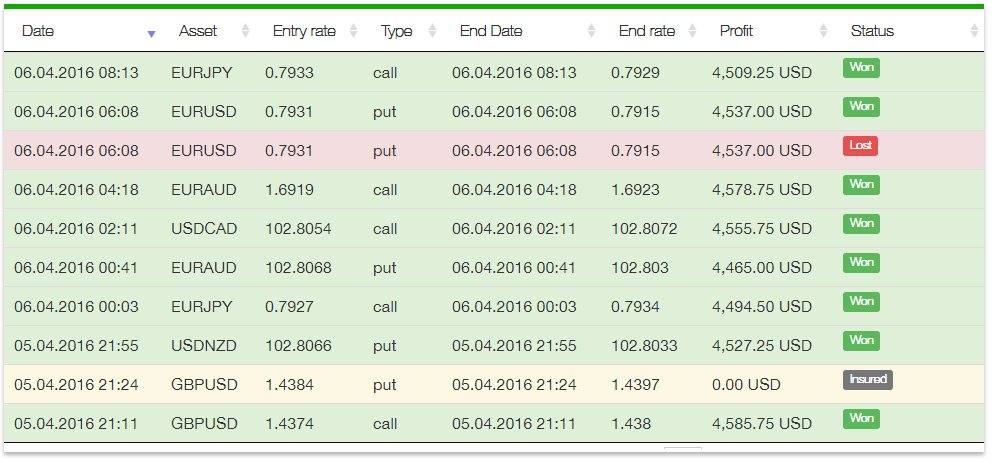 Date Asset Entry rate Type End Date End rate Profit Status
06.04.2016 08:13 EURJPY 0.7933 call 06.04.2016 08:13 0.7929 4,509.25 USD Won
06.04.2016 06:08 EURUSD 0.7931 put 06.04.2016 06:08 0.7915 4,537.00 USD Won
06.04.2016 06:08 EURUSD 0.7931 put 06.04.2016 06:08 0.7915 4,537.00 USD Lost
06.04.2016 04:18 EURAUD 1.6919 call 06.04.2016 04:18 1.6923 4,578.75 USD Won
06.04.2016 02:11 USDCAD 102.8054 call 06.04.2016 02:11 102.8072 4,555.75 USD Won
06.04.2016 00:41 EURAUD 102.8068 put 06.04.2016 00:41 102.803 4,465.00 USD Won
06.04.2016 00:03 EURJPY 0.7927 call 06.04.2016 00:03 0.7934 4,494.50 USD Won
05.04.2016 21:55 USDNZD 102.8066 put 05.04.2016 21:55 102.8033 4,527.25 USD Won
05.04.2016 21:24 GBPUSD 1.4384 put 05.04.2016 21:24 1.4397 0.00 USD Insured
05.04.2016 21:11 GBPUSD 1.4374 call 05.04.2016 21:11 1.438 4,585.75 USD Won